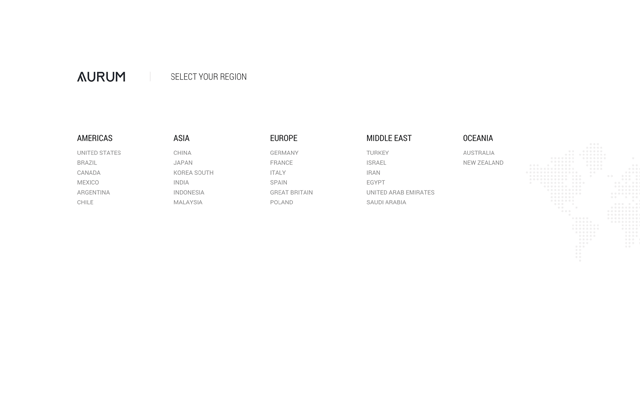 AURUM
SELECT YOUR REGION
AMERICAS
UNITED STATES
BRAZIL
CANADA
MEXICO
ARGENTINA
CHILE
ASIA
CHINA
JAPAN
KOREA SOUTH
INDIA
INDONESIA
MALAYSIA
EUROPE
GERMANY
FRANCE
ITALY
SPAIN
GREAT BRITAIN
POLAND
MIDDLE EAST
TURKEY
ISRAEL
IRAN
EGYPT
UNITED ARAB EMIRATES
SAUDI ARABIA
OCEANIA
AUSTRALIA
NEW ZEALAND